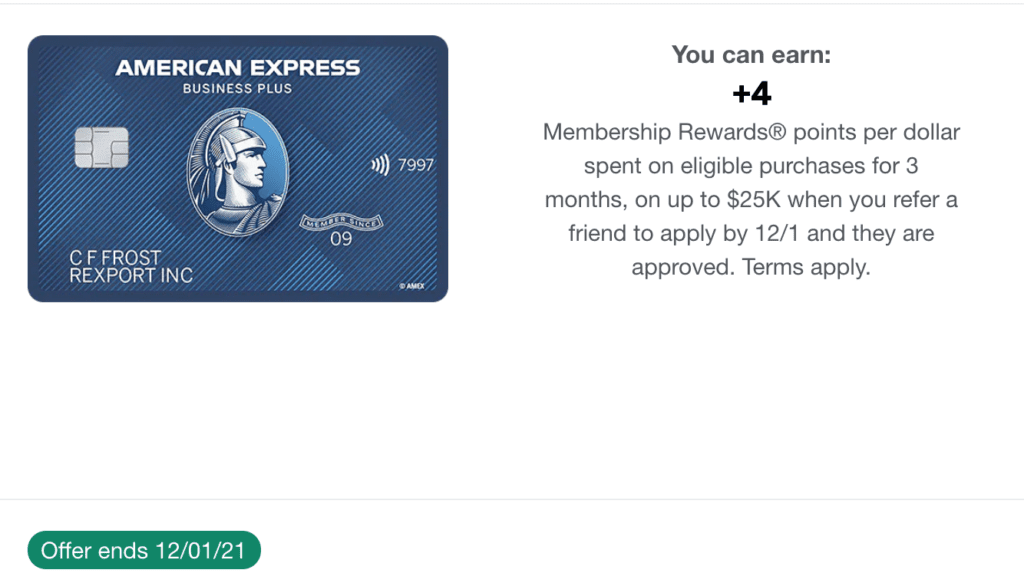 AMERICAN EXPRESS
BUSINESS PLUS
7997
MEMBER SINCE
09
C F FROST
REXPORT INC
© AMEX
You can earn:
+4
Membership Rewards® points per dollar
spent on eligible purchases for 3
months, on up to $25K when you refer a
friend to apply by 12/1 and they are
approved. Terms apply.
Offer ends 12/01/21